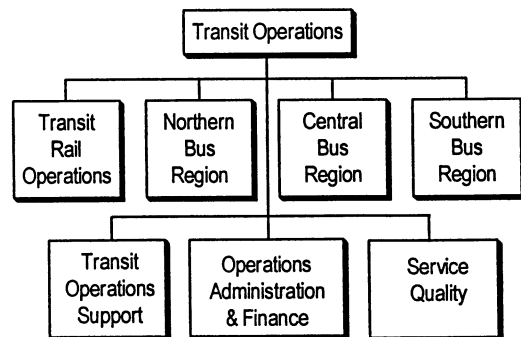 Transit Operations
Transit
Rail
Operations
Northern
Bus
Region
Central
Bus
Region
Southern
Bus
Region
Transit
Operations
Support
Operations
Administration
& Finance
Service
Quality